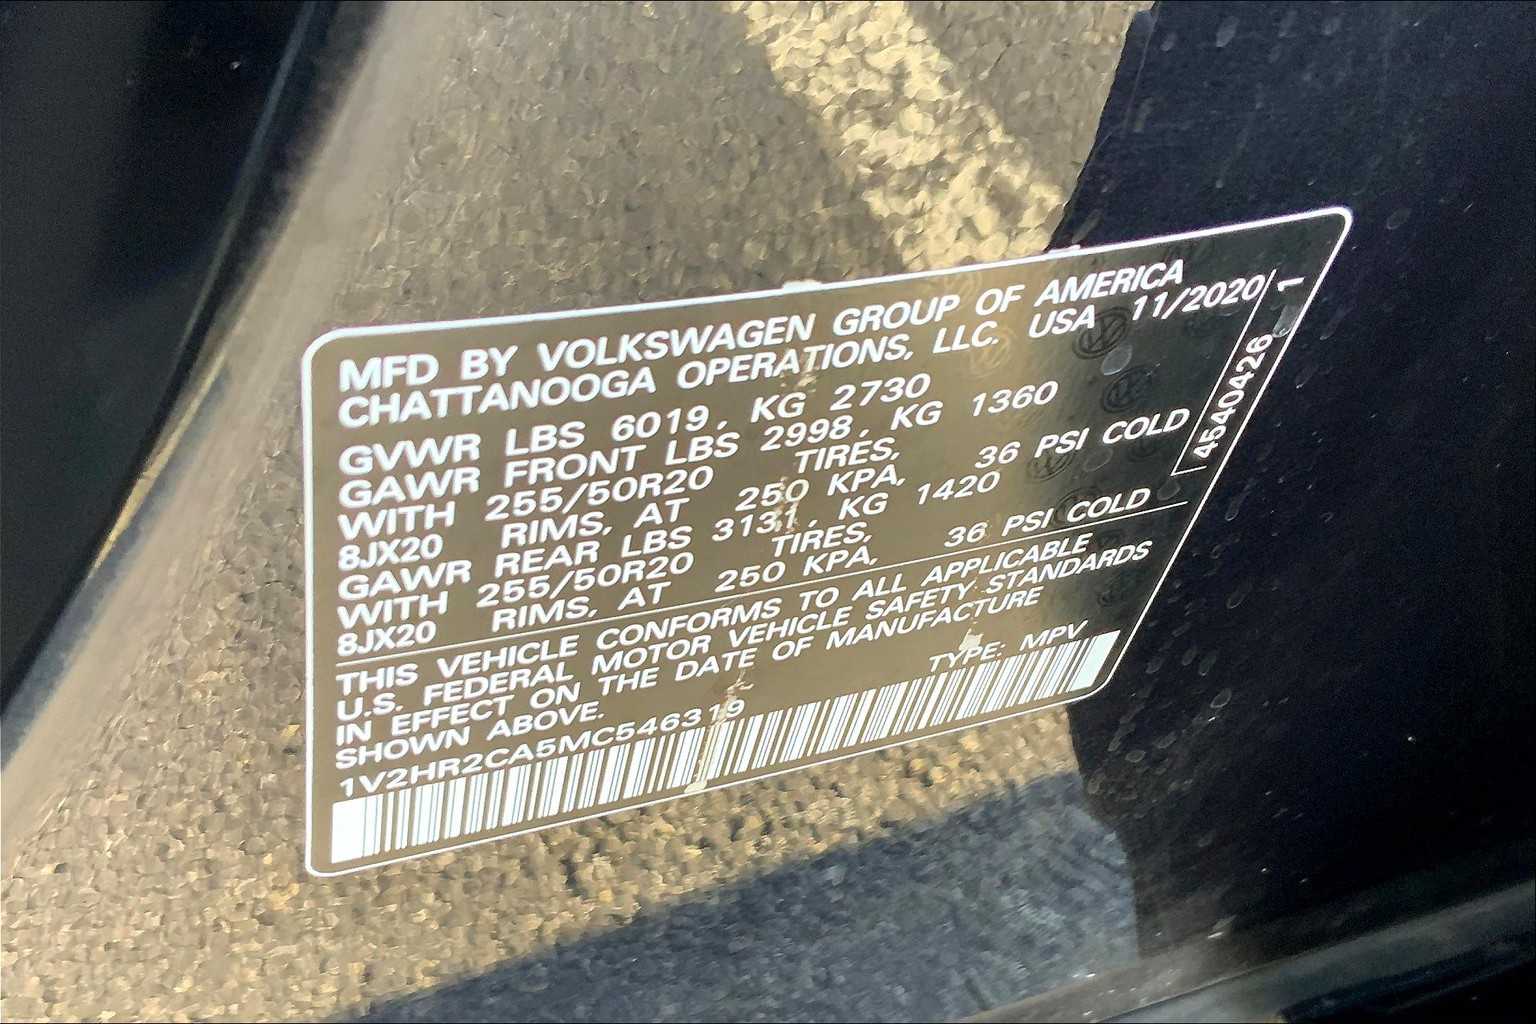 MFD BY VOLKSWAGEN GROUP OF AMERICA
CHATTANOOGA OPERATIONS, LLC. USA 11/2020
GVWR LBS 6019, KG 2730
GAWR FRONT LBS 2998, KG 1360
WITH 255/50R20 TIRES,
8JX20 RIMS, AT 250 KPA, 36 PSI COLD
GAWR REAR LBS 3131, KG 1420
WITH 255/50R20 TIRES,
8JX20 RIMS, AT 250 KPA, 36 PSI COLD
THIS VEHICLE CONFORMS TO ALL APPLICABLE
U.S. FEDERAL MOTOR VEHICLE SAFETY STANDARDS
IN EFFECT ON THE DATE OF MANUFACTURE
SHOWN ABOVE.
TYPE: MPV
1V2HR2CA5MC546319
4540426 1